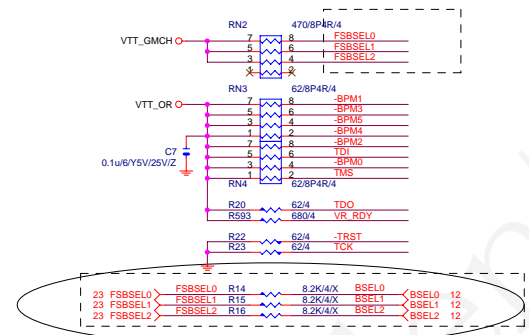 RN2 470/8P4R/4
VTT_GMCH 7 8 FSBSEL0
5 6 FSBSEL1
3 4 FSBSEL2
1 2
RN3 62/8P4R/4
VTT_OR 7 8 -BPM1
5 6 -BPM3
3 4 -BPM5
1 2 -BPM4
C7 7 8 -BPM2
0.1u/6/Y5V/25V/Z 5 6 TDI
3 4 -BPM0
1 2 TMS
RN4 62/8P4R/4
R20 62/4 TDO
R593 680/4 VR_RDY
R22 62/4 -TRST
R23 62/4 TCK
23 FSBSEL0 FSBSEL0 R14 8.2K/4/X BSEL0 BSEL0 12
23 FSBSEL1 FSBSEL1 R15 8.2K/4/X BSEL1 BSEL1 12
23 FSBSEL2 FSBSEL2 R16 8.2K/4/X BSEL2 BSEL2 12